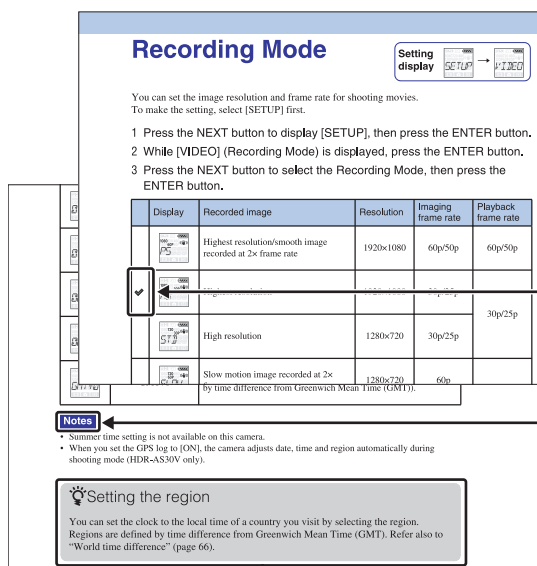 Recording Mode
Setting
display
SETUP → VIDEO
You can set the image resolution and frame rate for shooting movies.
To make the setting, select [SETUP] first.
1 Press the NEXT button to display [SETUP], then press the ENTER button.
2 While [VIDEO] (Recording Mode) is displayed, press the ENTER button.
3 Press the NEXT button to select the Recording Mode, then press the
ENTER button.
Display Recorded image Resolution Imaging frame rate Playback frame rate
Highest resolution/smooth image
recorded at 2× frame rate
1920×1080 60p/50p 60p/50p
30p/25p
STD High resolution 1280×720 30p/25p
Slow motion image recorded at 2×
1280×720 60p
by time difference from Greenwich Mean Time (GMT)).
Notes
• Summer time setting is not available on this camera.
• When you set the GPS log to [ON], the camera adjusts date, time and region automatically during
shooting mode (HDR-AS30V only).
Setting the region
You can set the clock to the local time of a country you visit by selecting the region.
Regions are defined by time difference from Greenwich Mean Time (GMT). Refer also to
“World time difference” (page 66).